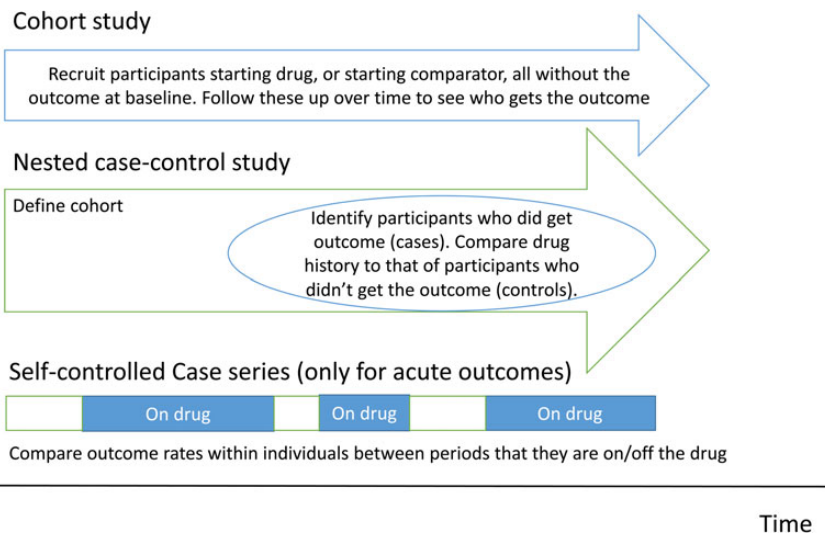 Cohort study
Recruit participants starting drug, or starting comparator, all without the
outcome at baseline. Follow these up over time to see who gets the outcome
Nested case-control study
Define cohort
Identify participants who did get
outcome (cases). Compare drug
history to that of participants who
didn't get the outcome (controls).
Self-controlled Case series (only for acute outcomes)
On drug
On drug
On drug
Compare outcome rates within individuals between periods that they are on/off the drug
Time